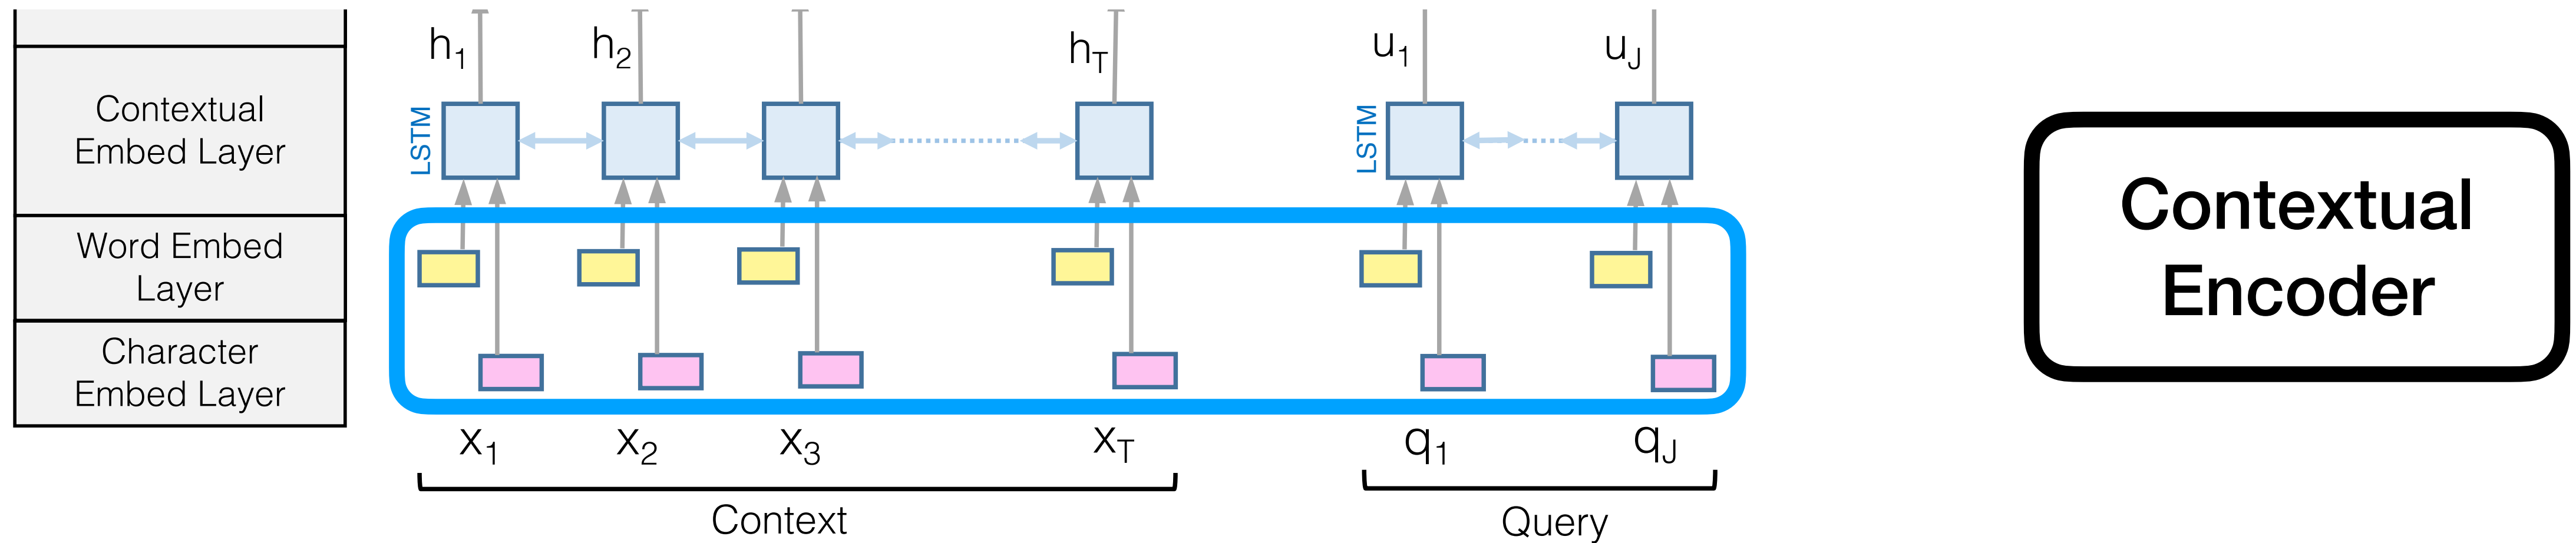 Contextual
Embed Layer
Word Embed
Layer
Character
Embed Layer
h1 h2 hT u1 uJ
LSTM LSTM
x1 x2 x3 xT q1 qJ
Context Query
Contextual
Encoder